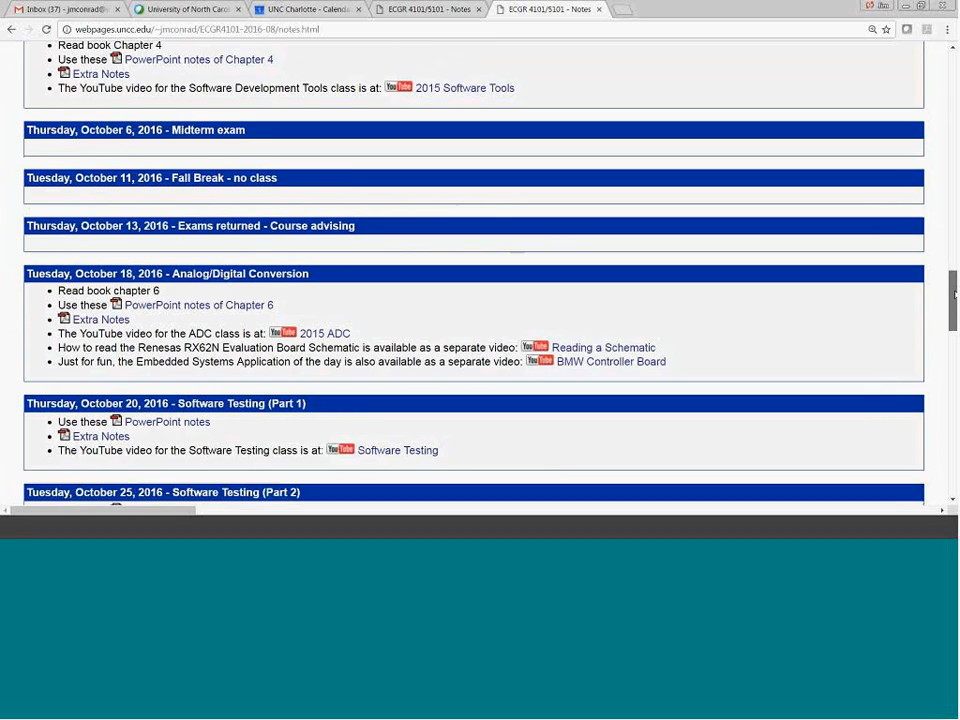 Inbox (37) - jmconrad@
University of North Caro
UNC Charlotte - Calenda
ECGR 4101/5101 - Notes
ECGR 4101/5101 - Notes
Jim
webpages.uncc.edu/~jmconrad/ECGR4101-2016-08/notes.html
Read book Chapter 4
Use these PowerPoint notes of Chapter 4
Extra Notes
The YouTube video for the Software Development Tools class is at: YouTube 2015 Software Tools
Thursday, October 6, 2016 - Midterm exam
Tuesday, October 11, 2016 - Fall Break - no class
Thursday, October 13, 2016 - Exams returned - Course advising
Tuesday, October 18, 2016 - Analog/Digital Conversion
Read book chapter 6
Use these PowerPoint notes of Chapter 6
Extra Notes
The YouTube video for the ADC class is at: YouTube 2015 ADC
How to read the Renesas RX62N Evaluation Board Schematic is available as a separate video: YouTube Reading a Schematic
Just for fun, the Embedded Systems Application of the day is also available as a separate video: YouTube BMW Controller Board
Thursday, October 20, 2016 - Software Testing (Part 1)
Use these PowerPoint notes
Extra Notes
The YouTube video for the Software Testing class is at: YouTube Software Testing
Tuesday, October 25, 2016 - Software Testing (Part 2)